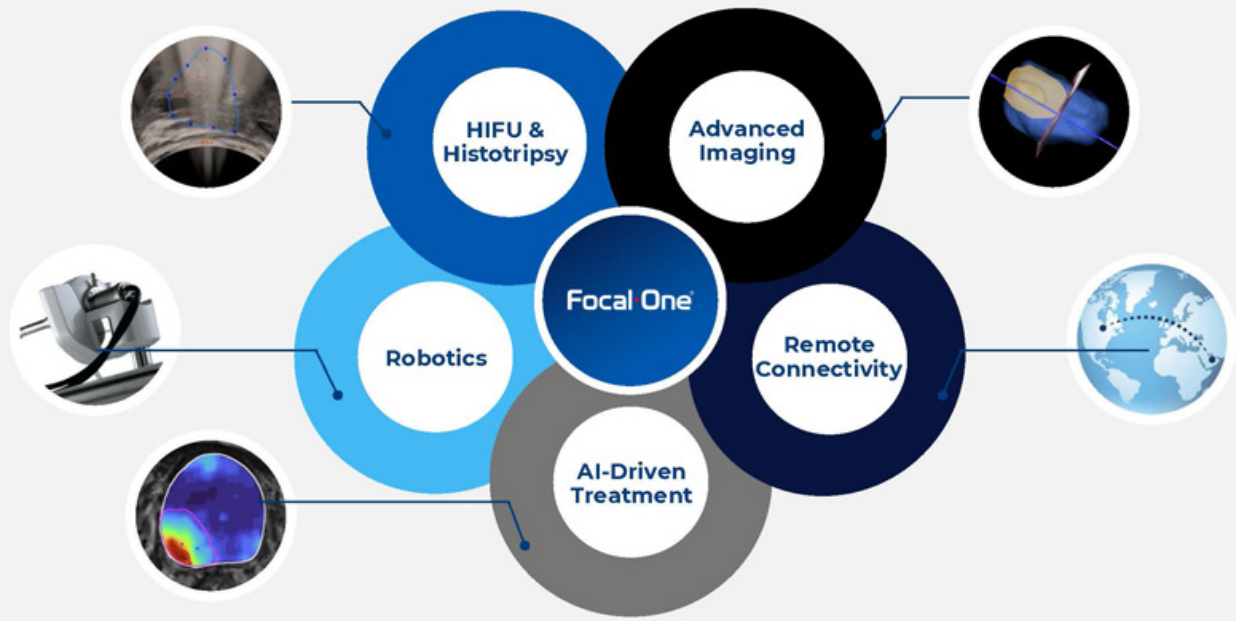 HIFU &
Histotripsy
Advanced
Imaging
Focal·One®
Robotics
Remote
Connectivity
AI-Driven
Treatment